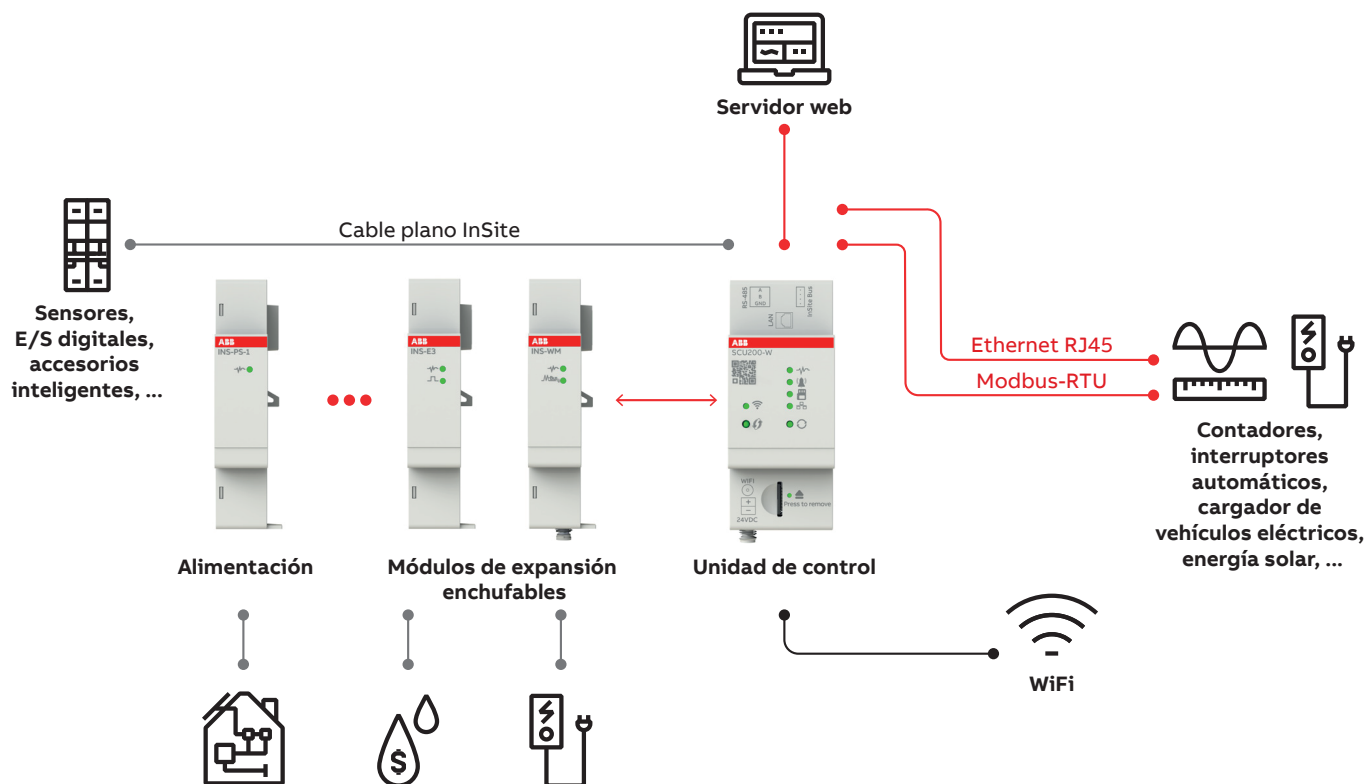 Servidor web
Cable plano InSite
Sensores,
E/S digitales,
accesorios
inteligentes, ...
ABB
INS-PS-1
ABB
INS-E3
ABB
INS-WM
RS-485
A
B
GND
InSite Bus
LAN
ABB
SCU200-W
WiFi
+
−
24VDC
Press to remove
Ethernet RJ45
Modbus-RTU
Contadores,
interruptores
automáticos,
cargador de
vehículos eléctricos,
energía solar, ...
Alimentación
Módulos de expansión
enchufables
Unidad de control
WiFi
$